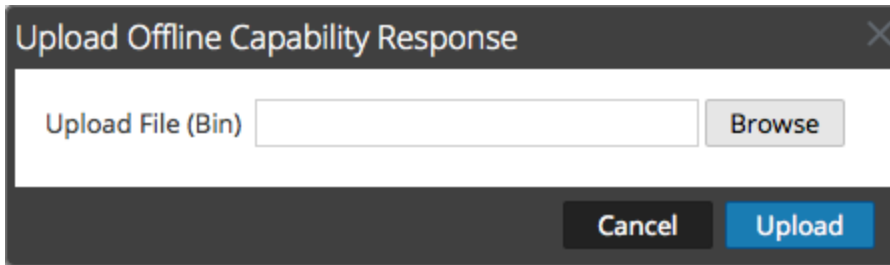 Upload Offline Capability Response
Upload File (Bin) Browse
Cancel Upload